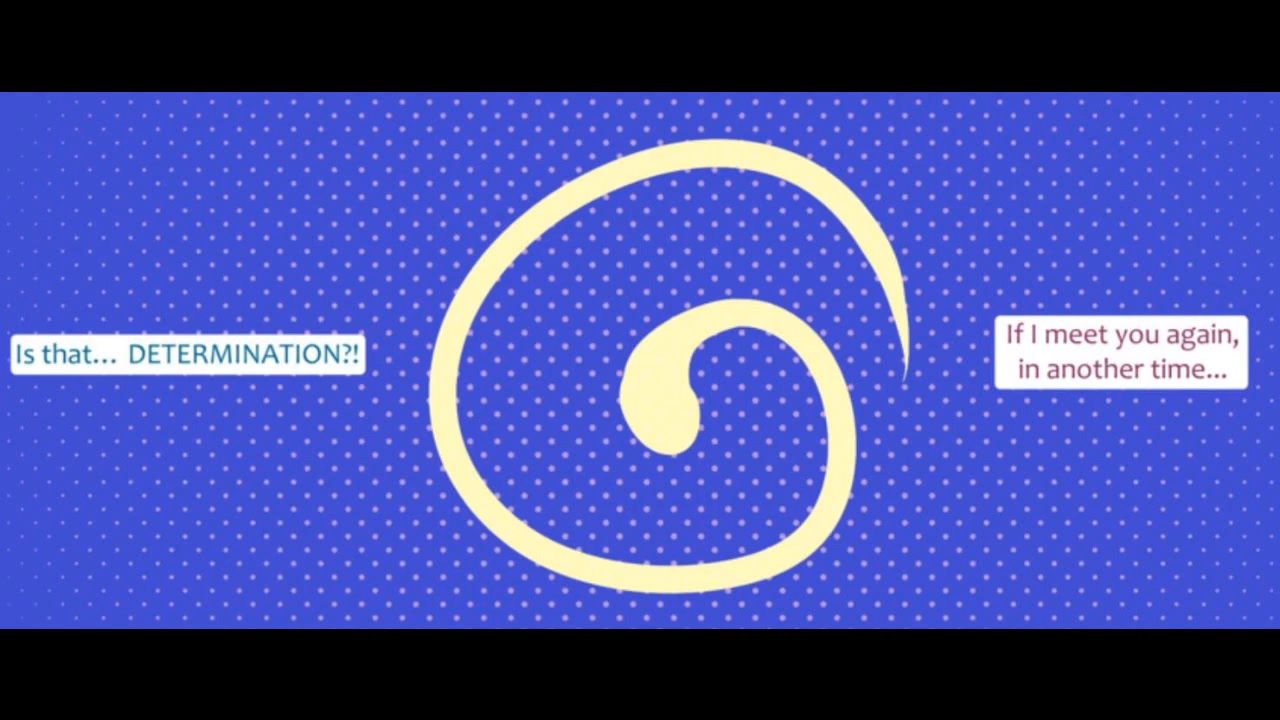 Is that... DETERMINATION?!
If I meet you again,
in another time...